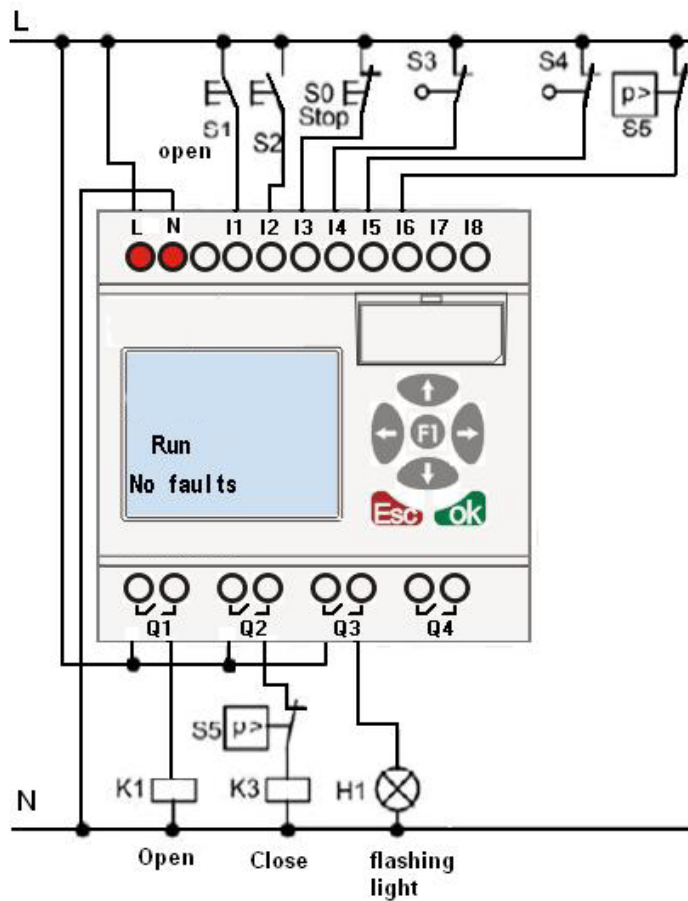 L
S3
S4
S0
Stop
p>
S1
S2
S5
open
L N I1 I2 I3 I4 I5 I6 I7 I8
F1
Run
No faults
Esc ok
Q1 Q2 Q3 Q4
S5 p>
N
K1 K3 H1
Open Close flashing
light